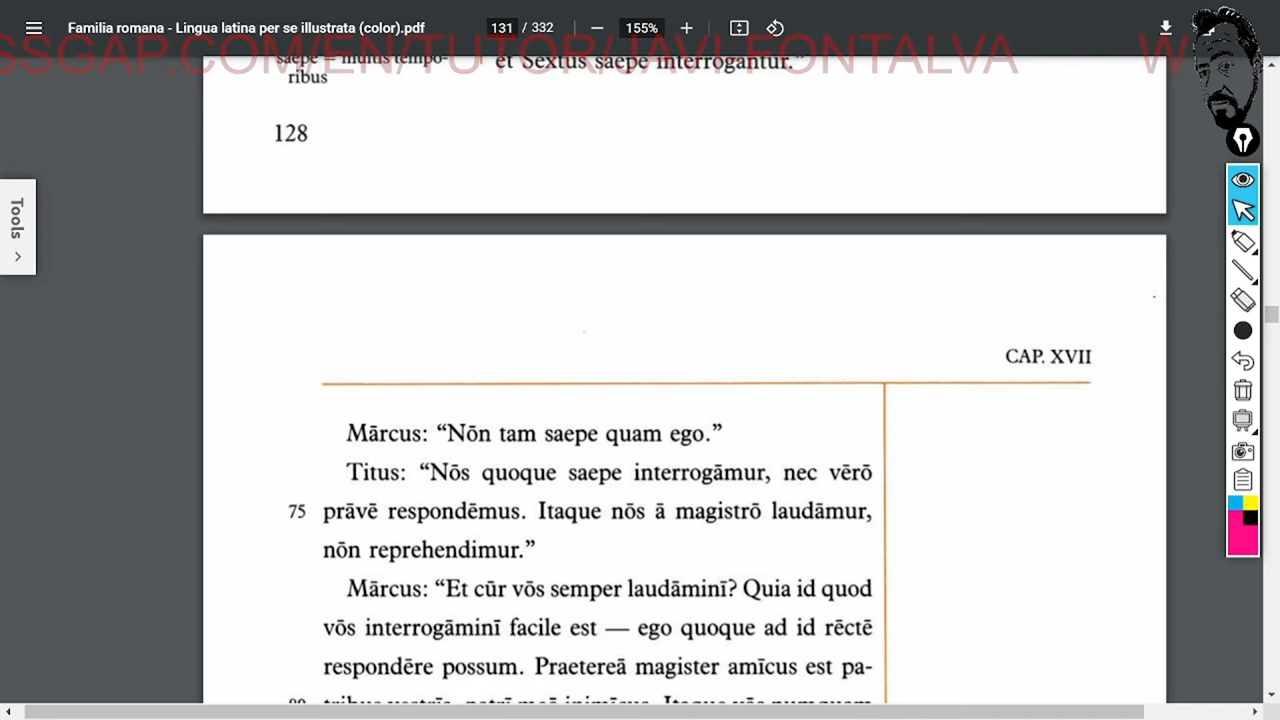 Familia romana - Lingua latina per se illustrata (color).pdf
131 / 332
155%
SSGAP.COM/EN/TUTOR/JAVI.FONTALVA W
saepe = multis tempo-
ribus
et Sextus saepe interrogantur.”
128
Tools
CAP. XVII
Mārcus: “Nōn tam saepe quam ego.”
Titus: “Nōs quoque saepe interrogāmur, nec vērō
75 prāvē respondēmus. Itaque nōs ā magistrō laudāmur,
nōn reprehendimur.”
Mārcus: “Et cūr vōs semper laudāminī? Quia id quod
vōs interrogāminī facile est — ego quoque ad id rēctē
respondēre possum. Praetereā magister amīcus est pa-